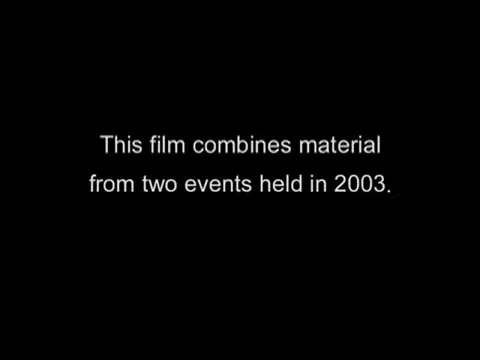 This film combines material
from two events held in 2003.